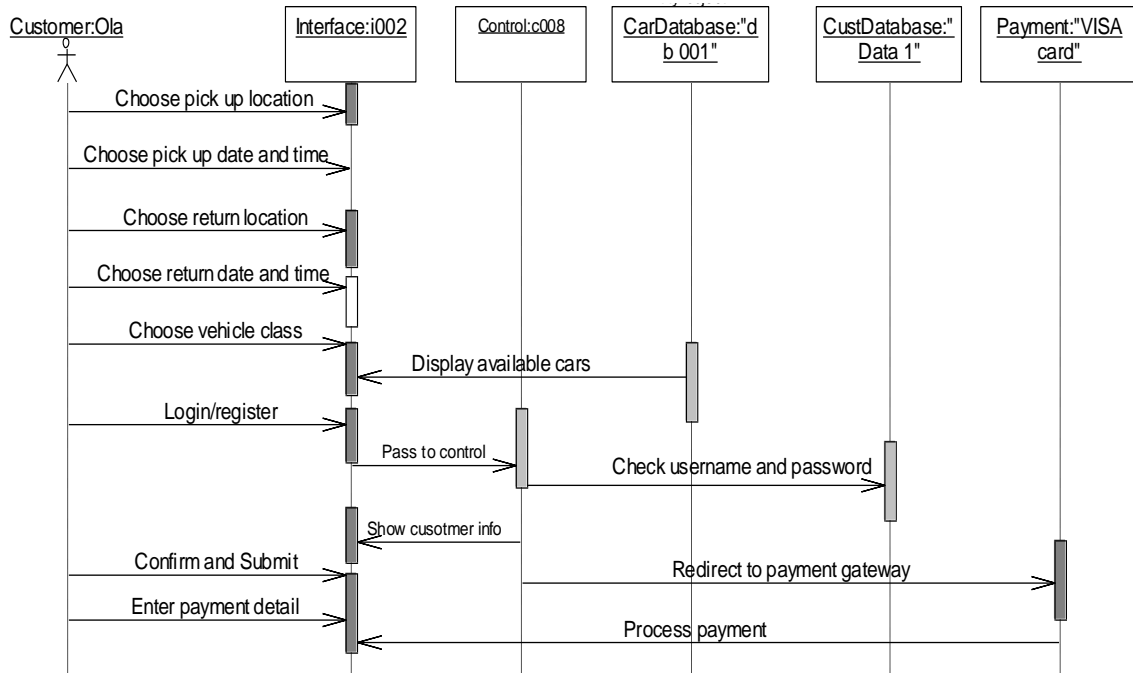 Customer:Ola
Interface:i002
Control:c008
CarDatabase:"d
b 001"
CustDatabase:"
Data 1"
Payment:"VISA
card"
Choose pick up location
Choose pick up date and time
Choose return location
Choose return date and time
Choose vehicle class
Display available cars
Login/register
Pass to control
Check username and password
Show cusotmer info
Confirm and Submit
Redirect to payment gateway
Enter payment detail
Process payment